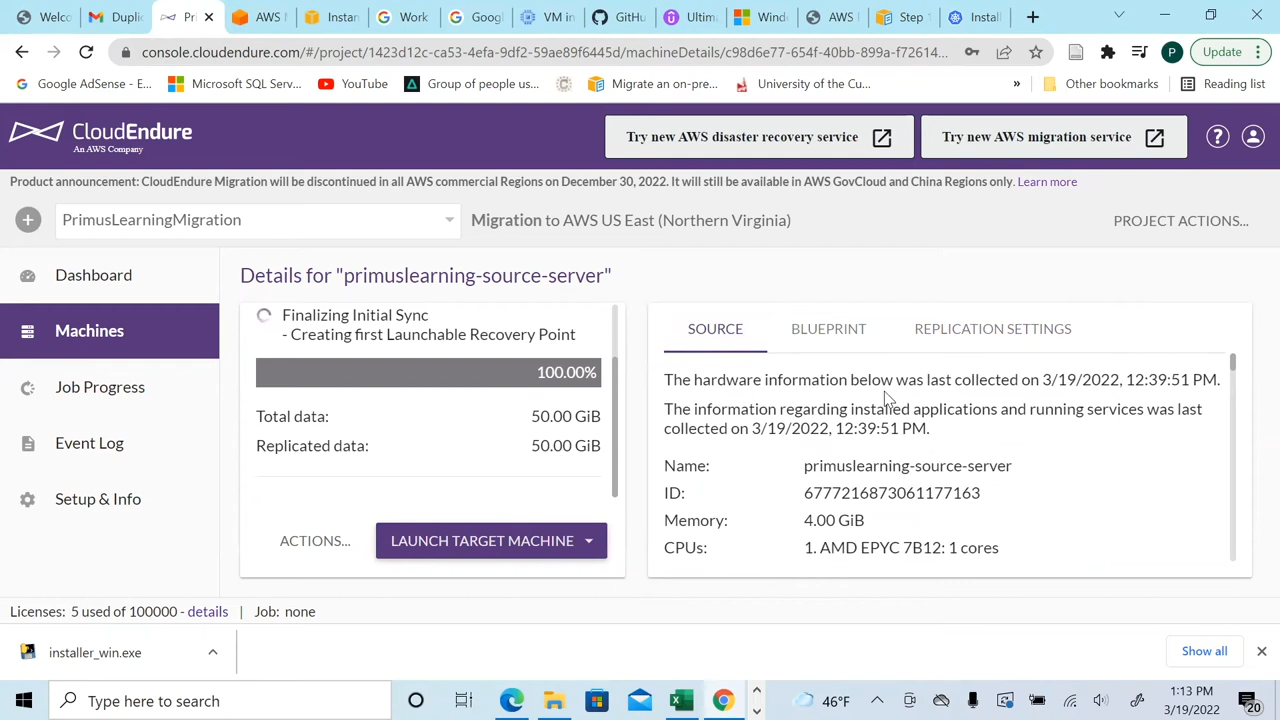 Welco
Dupli
Pri
AWS I
Instan
Work
Googl
VM in
GitHu
Ultim
Wind
AWS I
Step 1
Install
console.cloudendure.com/#/project/1423d12c-ca53-4efa-9df2-59ae89f6445d/machineDetails/c98d6e77-654f-40bb-899a-f72614...
P
Update
Google AdSense - E...
Microsoft SQL Serv...
YouTube
Group of people us...
Migrate an on-pre...
University of the Cu...
»
Other bookmarks
Reading list
CloudEndure
An AWS Company
Try new AWS disaster recovery service
Try new AWS migration service
Product announcement: CloudEndure Migration will be discontinued in all AWS commercial Regions on December 30, 2022. It will still be available in AWS GovCloud and China Regions only. Learn more
PrimusLearningMigration
Migration to AWS US East (Northern Virginia)
PROJECT ACTIONS...
Dashboard
Machines
Job Progress
Event Log
Setup & Info
Details for "primuslearning-source-server"
Finalizing Initial Sync
- Creating first Launchable Recovery Point
100.00%
Total data: 50.00 GiB
Replicated data: 50.00 GiB
ACTIONS...
LAUNCH TARGET MACHINE
SOURCE
BLUEPRINT
REPLICATION SETTINGS
The hardware information below was last collected on 3/19/2022, 12:39:51 PM.
The information regarding installed applications and running services was last
collected on 3/19/2022, 12:39:51 PM.
Name: primuslearning-source-server
ID: 6777216873061177163
Memory: 4.00 GiB
CPUs: 1. AMD EPYC 7B12: 1 cores
Licenses: 5 used of 100000 - details | Job: none
installer_win.exe
Show all
Type here to search
46°F
1:13 PM
3/19/2022
20